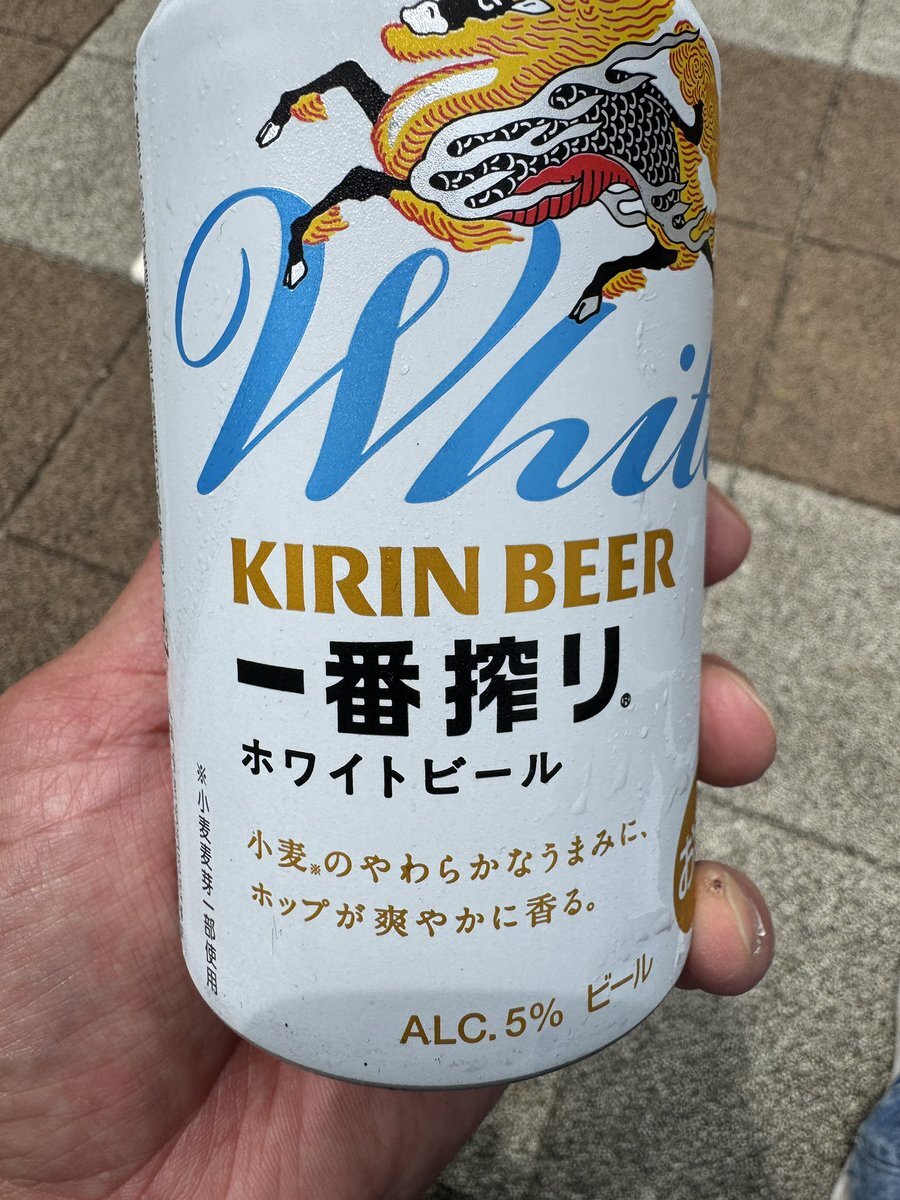 White
KIRIN BEER
一番搾り®
ホワイトビール
小麦※のやわらかなうまみに、
ホップが爽やかに香る。
※小麦麦芽一部使用
ALC.5% ビール